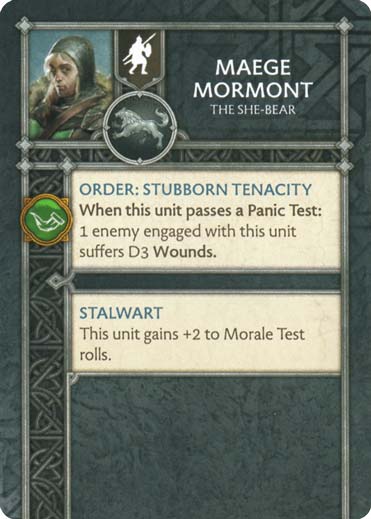 MAEGE
MORMONT
THE SHE-BEAR
ORDER: STUBBORN TENACITY
When this unit passes a Panic Test:
1 enemy engaged with this unit
suffers D3 Wounds.
STALWART
This unit gains +2 to Morale Test
rolls.